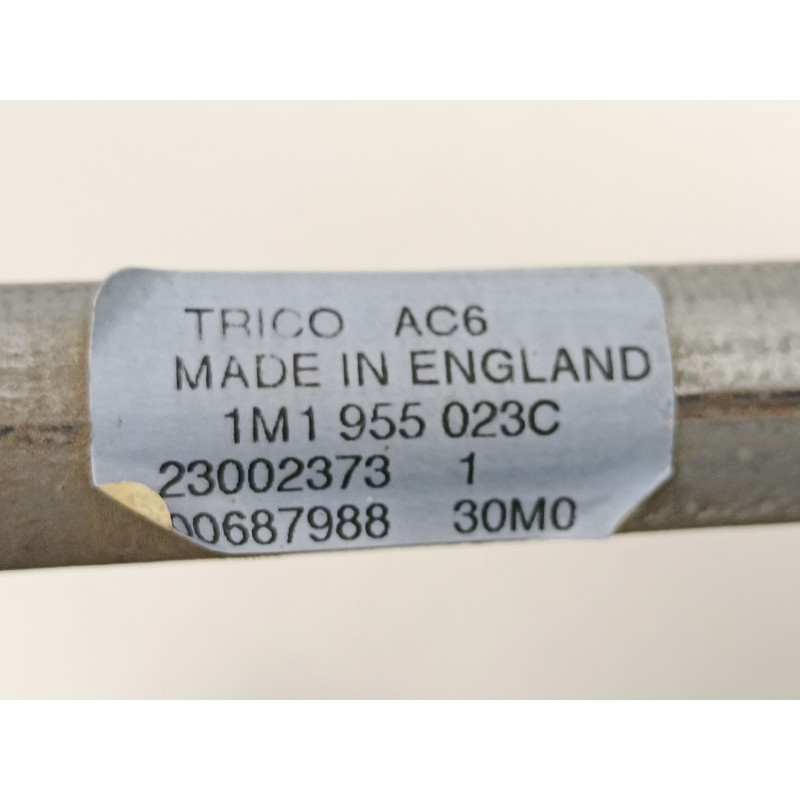 TRICO AC6
MADE IN ENGLAND
1M1 955 023C
23002373 1
00687988 30M0